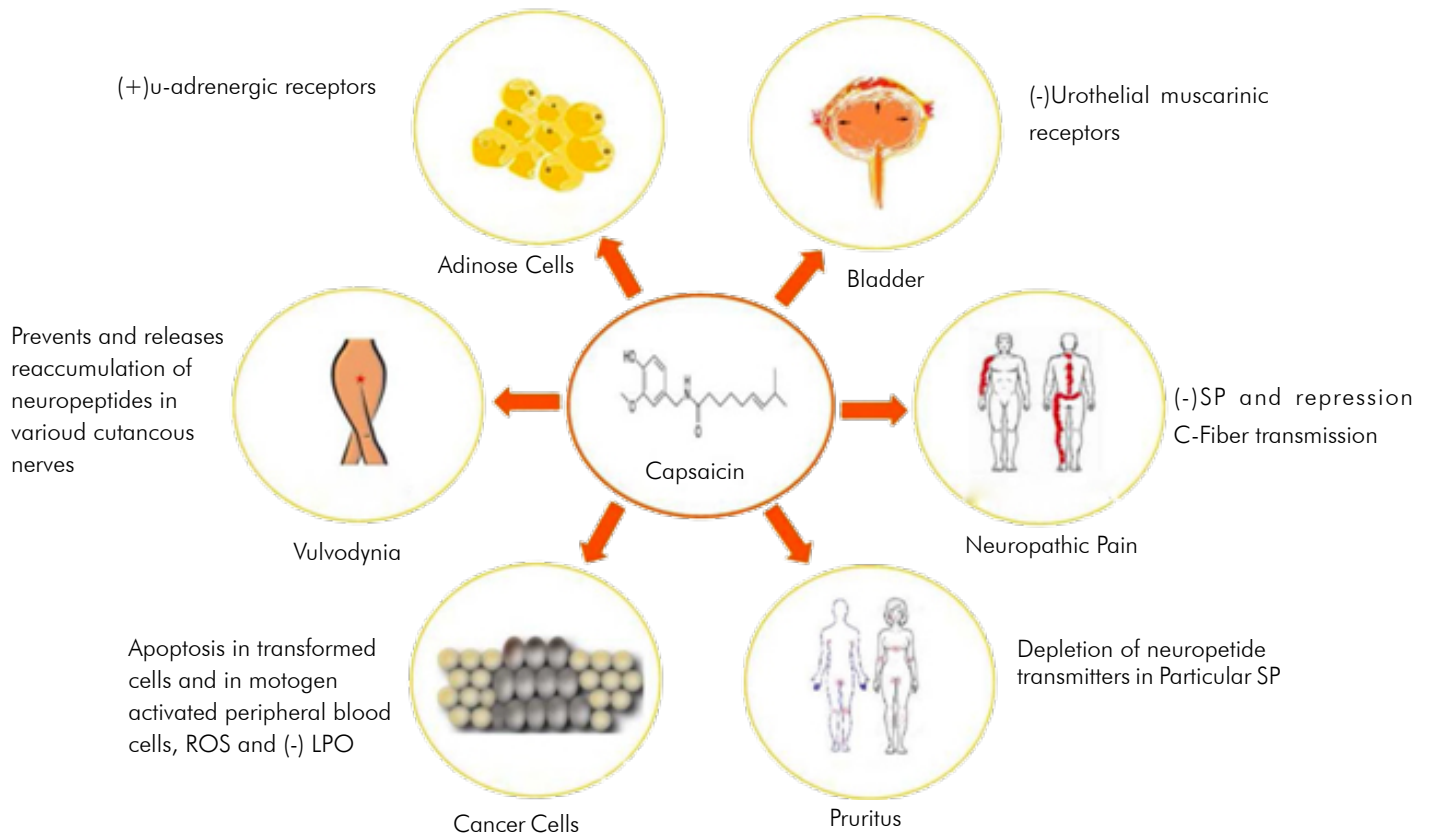 (+)u-adrenergic receptors
Adinose Cells
(-)Urothelial muscarinic
receptors
Bladder
Prevents and releases
reaccumulation of
neuropeptides in
varioud cutancous
nerves
Vulvodynia
HO
H
N
O
O
Capsaicin
(-)SP and repression
C-Fiber transmission
Neuropathic Pain
Apoptosis in transformed
cells and in motogen
activated peripheral blood
cells, ROS and (-) LPO
Cancer Cells
Depletion of neuropetide
transmitters in Particular SP
Pruritus